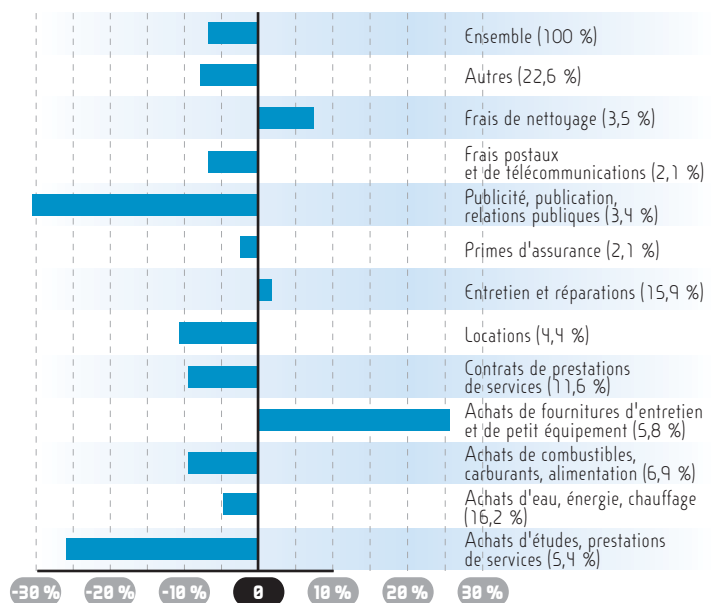 Ensemble (100 %)
Autres (22,6 %)
Frais de nettoyage (3,5 %)
Frais postaux
et de télécommunications (2,1 %)
Publicité, publication,
relations publiques (3,4 %)
Primes d'assurance (2,1 %)
Entretien et réparations (15,9 %)
Locations (4,4 %)
Contrats de prestations
de services (11,6 %)
Achats de fournitures d'entretien
et de petit équipement (5,8 %)
Achats de combustibles,
carburants, alimentation (6,9 %)
Achats d'eau, énergie, chauffage
(16,2 %)
Achats d'études, prestations
de services (5,4 %)
-30 % -20 % -10 % 0 10 % 20 % 30 %